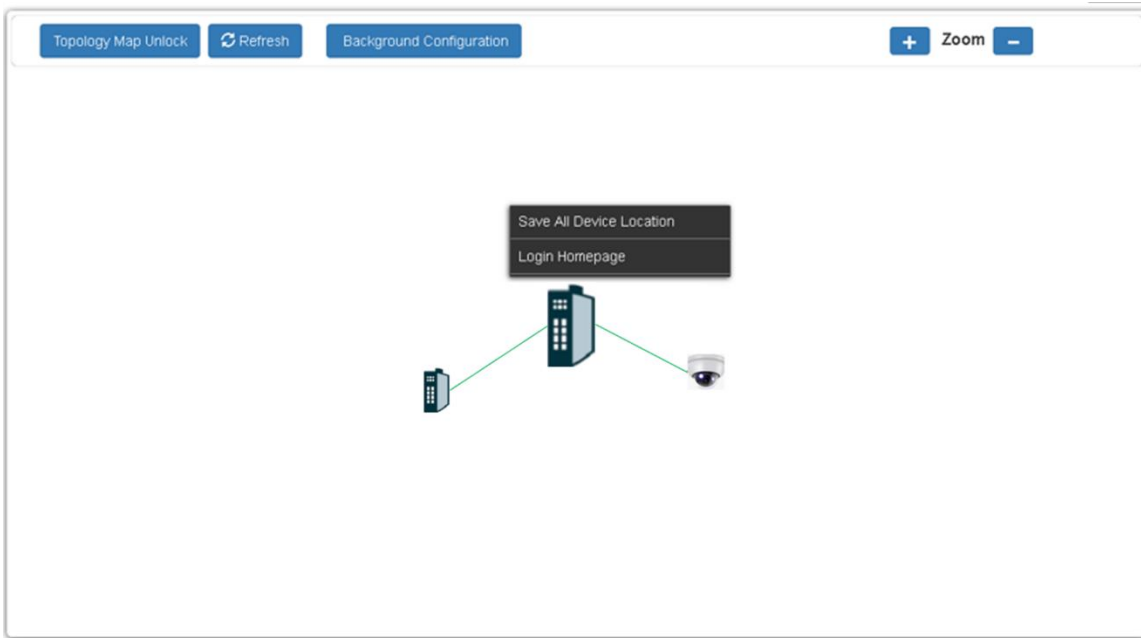 Topology Map Unlock Refresh Background Configuration + Zoom −
Save All Device Location
Login Homepage